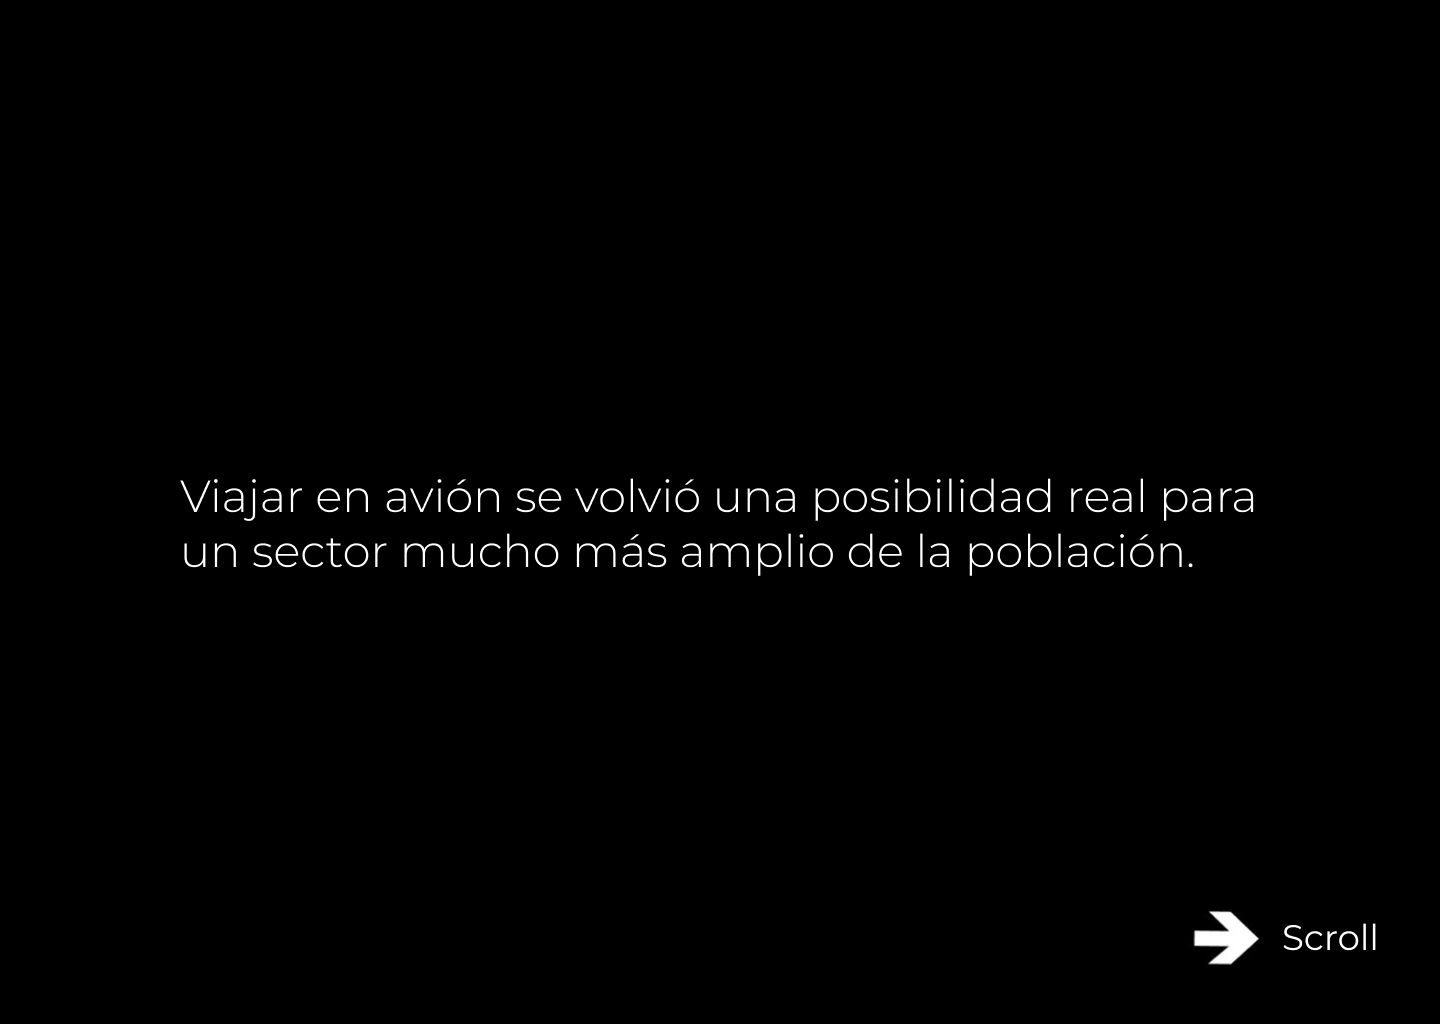 Viajar en avión se volvió una posibilidad real para
un sector mucho más amplio de la población.
Scroll